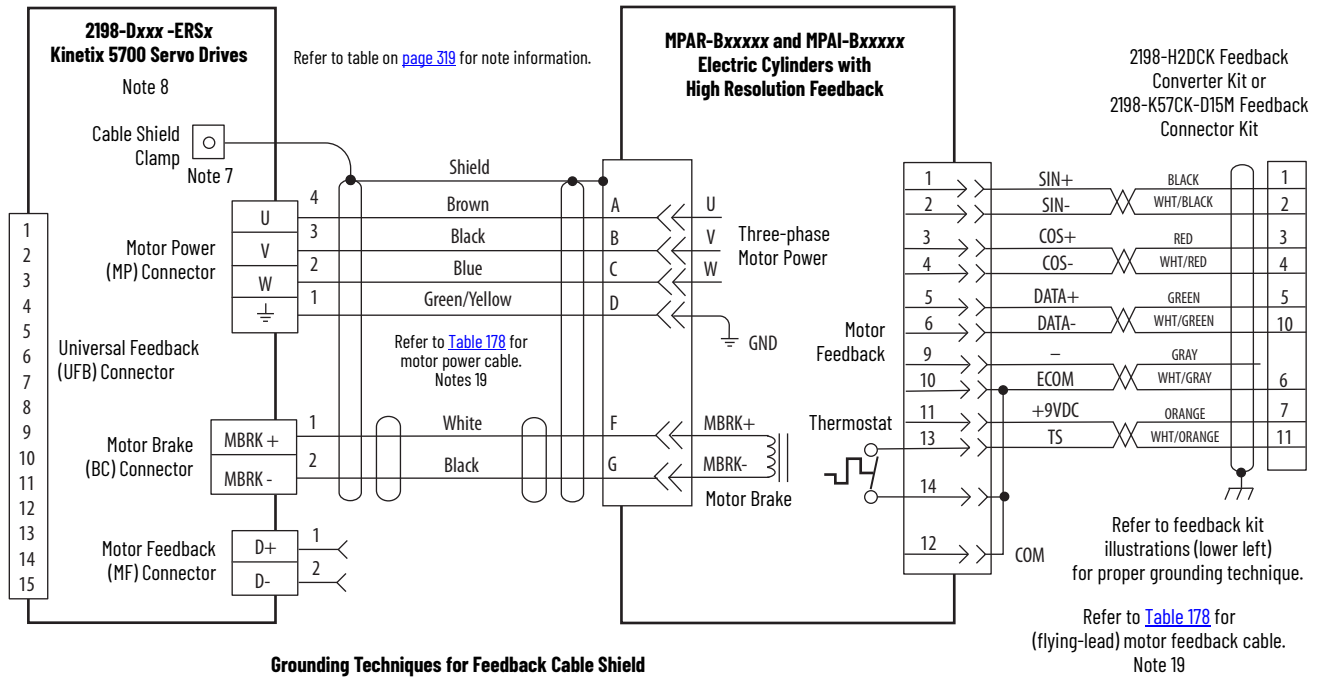 2198-Dxxx -ERSx
Kinetix 5700 Servo Drives
Note 8
Refer to table on page 319 for note information.
MPAR-Bxxxxx and MPAI-Bxxxxx
Electric Cylinders with
High Resolution Feedback
2198-H2DCK Feedback
Converter Kit or
2198-K57CK-D15M Feedback
Connector Kit
Cable Shield
Clamp
Note 7
1
2
3
4
5
6
7
8
9
10
11
12
13
14
15
Universal Feedback
(UFB) Connector
Motor Power
(MP) Connector
U
V
W
4
3
2
1
Shield
Brown
Black
Blue
Green/Yellow
A
B
C
D
U
V
W
Three-phase
Motor Power
GND
Refer to Table 178 for
motor power cable.
Notes 19
Motor Brake
(BC) Connector
MBRK +
MBRK -
1
2
White
Black
F
G
MBRK+
MBRK-
Motor Brake
Motor Feedback
(MF) Connector
D+
D-
1
2
Motor
Feedback
Thermostat
1 SIN+ BLACK 1
2 SIN- WHT/BLACK 2
3 COS+ RED 3
4 COS- WHT/RED 4
5 DATA+ GREEN 5
6 DATA- WHT/GREEN 10
9 – GRAY
10 ECOM WHT/GRAY 6
11 +9VDC ORANGE 7
13 TS WHT/ORANGE 11
14
12 COM
Refer to feedback kit
illustrations (lower left)
for proper grounding technique.
Refer to Table 178 for
(flying-lead) motor feedback cable.
Note 19
Grounding Techniques for Feedback Cable Shield